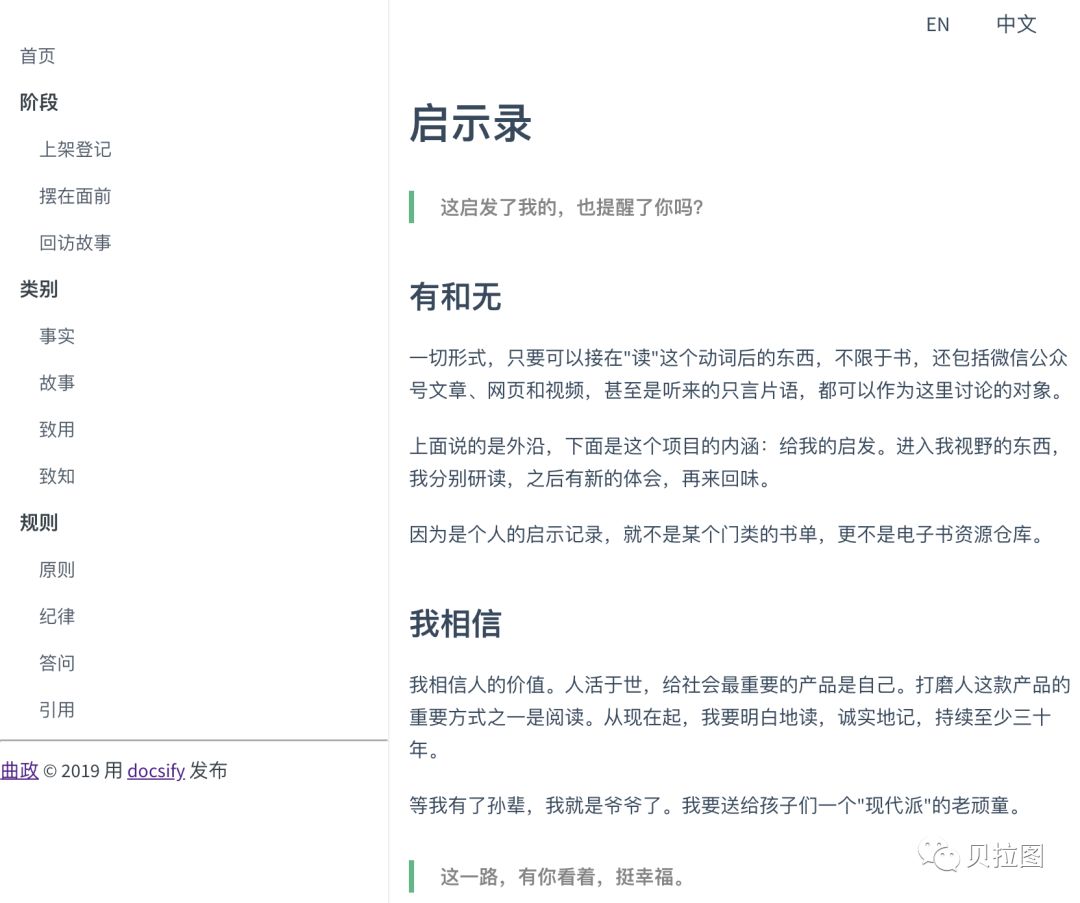 首页
阶段
上架登记
摆在面前
回访故事
类别
事实
故事
致用
致知
规则
原则
纪律
答问
引用
曲政 © 2019 用 docsify 发布
EN 中文
启示录
这启发了我的，也提醒了你吗？
有和无
一切形式，只要可以接在"读"这个动词后的东西，不限于书，还包括微信公众
号文章、网页和视频，甚至是听来的只言片语，都可以作为这里讨论的对象。
上面说的是外沿，下面是这个项目的内涵：给我的启发。进入我视野的东西，
我分别研读，之后有新的体会，再来回味。
因为是个人的启示记录，就不是某个门类的书单，更不是电子书资源仓库。
我相信
我相信人的价值。人活于世，给社会最重要的产品是自己。打磨人这款产品的
重要方式之一是阅读。从现在起，我要明白地读，诚实地记，持续至少三十
年。
等我有了孙辈，我就是爷爷了。我要送给孩子们一个"现代派"的老顽童。
这一路，有你看着，挺幸福。
贝拉图